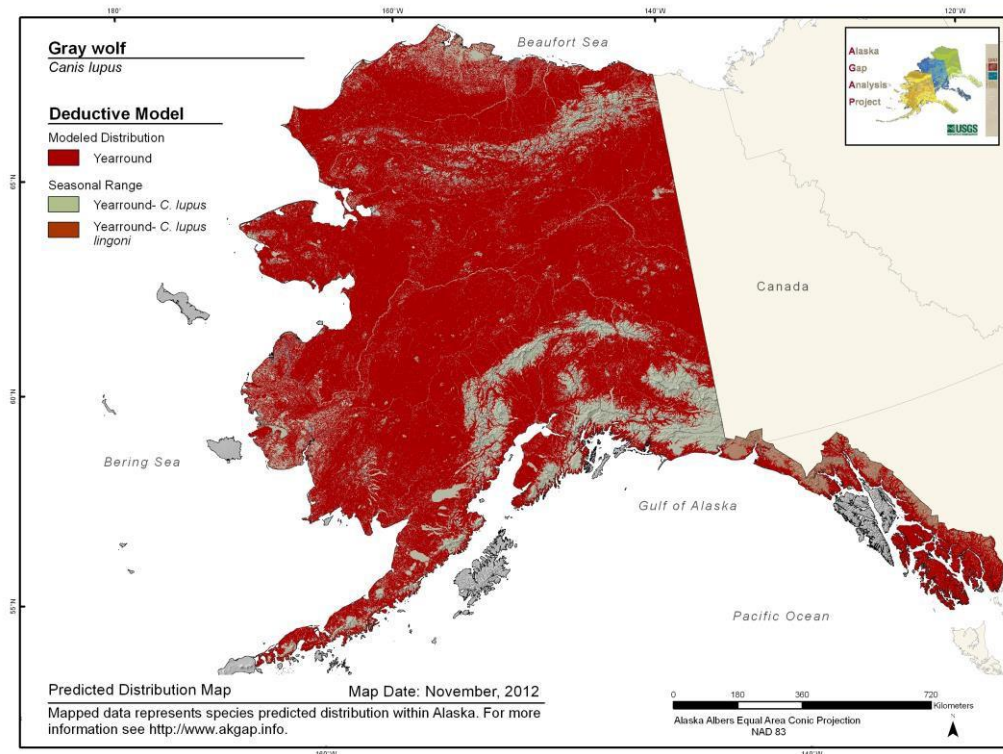 180°
160°W
140°W
120°W
Gray wolf
Canis lupus
Beaufort Sea
Alaska
Gap
Analysis
Project
USGS
Deductive Model
Modeled Distribution
Yearround
Seasonal Range
Yearround- C. lupus
Yearround- C. lupus
lingoni
65°N
Canada
60°N
Bering Sea
Gulf of Alaska
55°N
Pacific Ocean
Predicted Distribution Map Map Date: November, 2012
Mapped data represents species predicted distribution within Alaska. For more
information see http://www.akgap.info.
0 180 360 720
Kilometers
Alaska Albers Equal Area Conic Projection
NAD 83
N
160°W
140°W